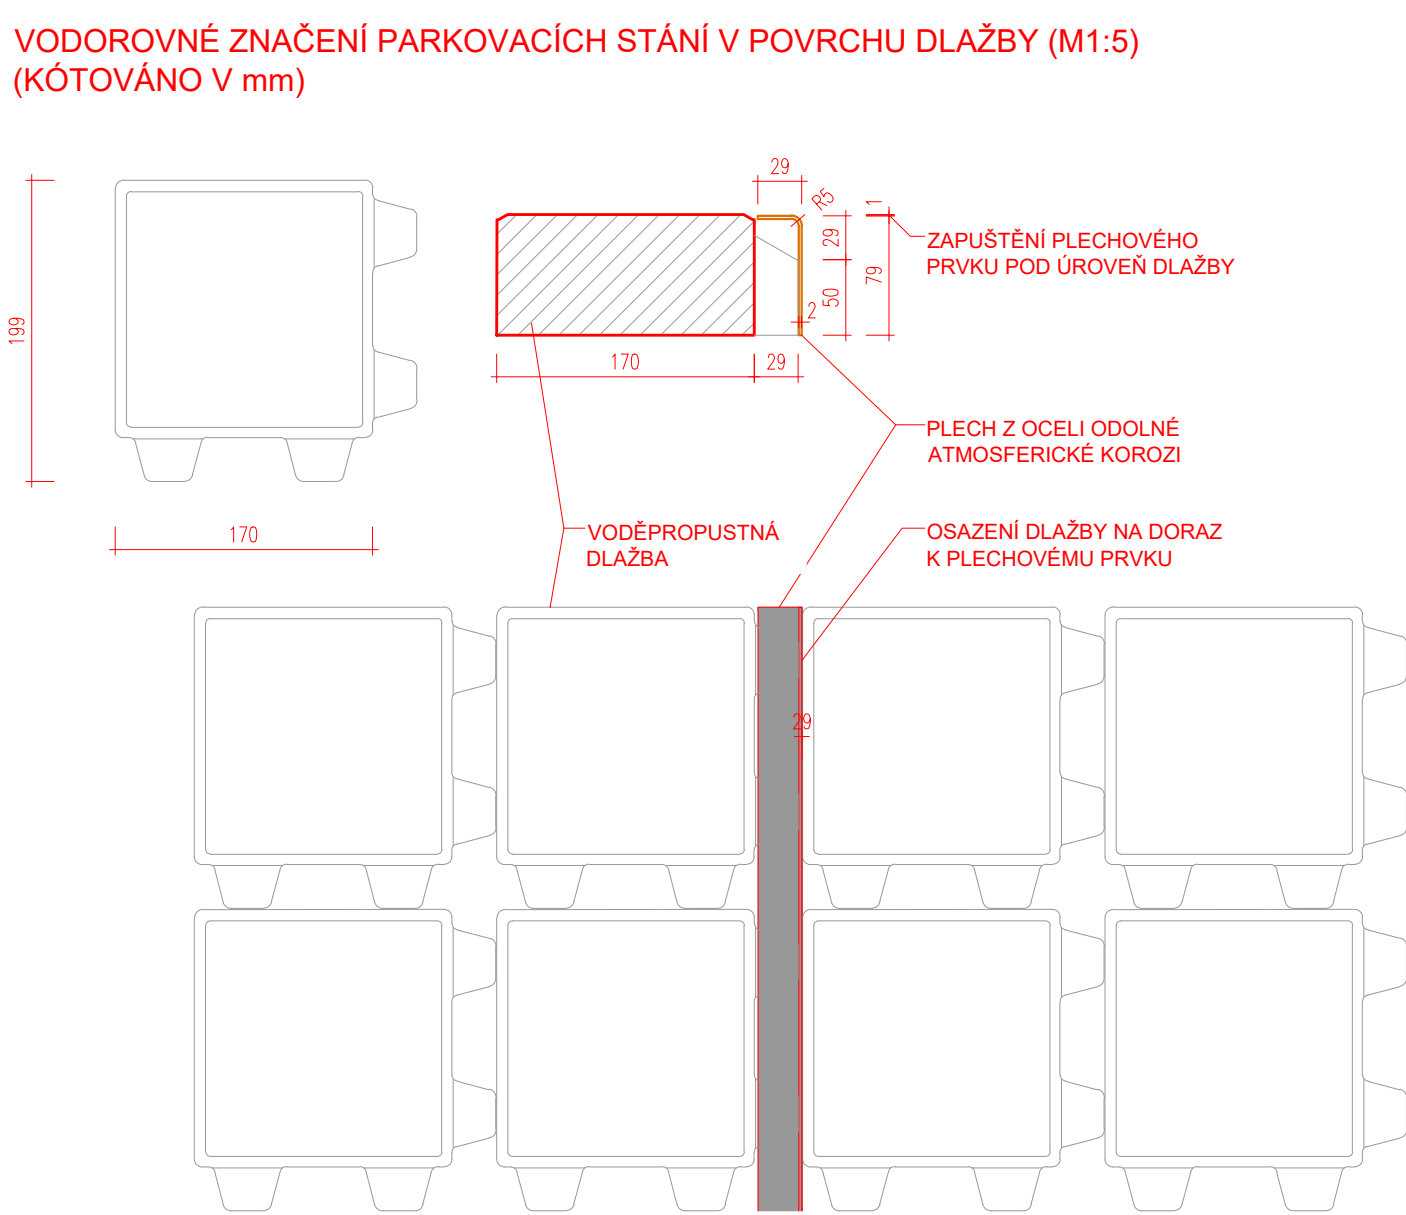 VODOROVNÉ ZNAČENÍ PARKOVACÍCH STÁNÍ V POVRCHU DLAŽBY (M1:5)
(KÓTOVÁNO V mm)
199
170
29
R5
29
50
2
1
79
170
29
ZAPUŠTĚNÍ PLECHOVÉHO
PRVKU POD ÚROVEŇ DLAŽBY
PLECH Z OCELI ODOLNÉ
ATMOSFERICKÉ KOROZI
VODĚPROPUSTNÁ
DLAŽBA
OSAZENÍ DLAŽBY NA DORAZ
K PLECHOVÉMU PRVKU
29